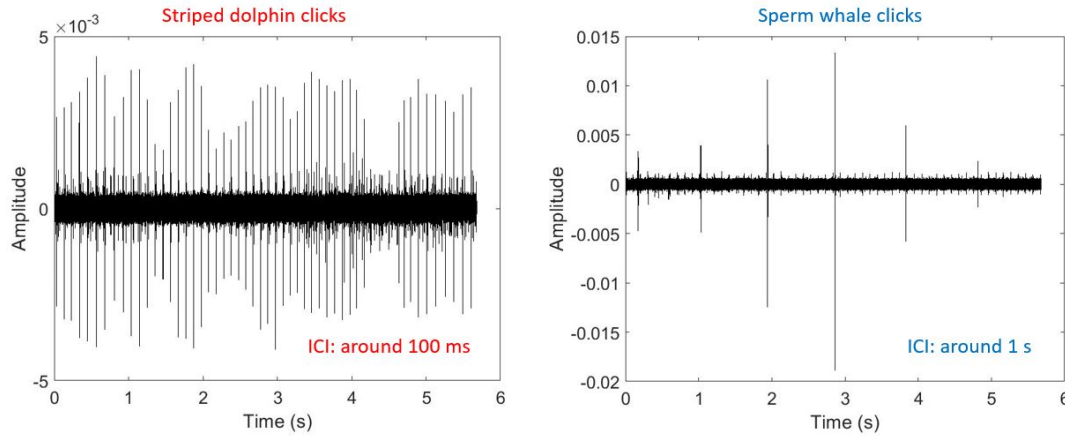 Striped dolphin clicks
×10⁻³
5
0
-5
Amplitude
0 1 2 3 4 5 6
Time (s)
ICI: around 100 ms
Sperm whale clicks
0.015
0.01
0.005
0
-0.005
-0.01
-0.015
-0.02
Amplitude
0 1 2 3 4 5 6
Time (s)
ICI: around 1 s